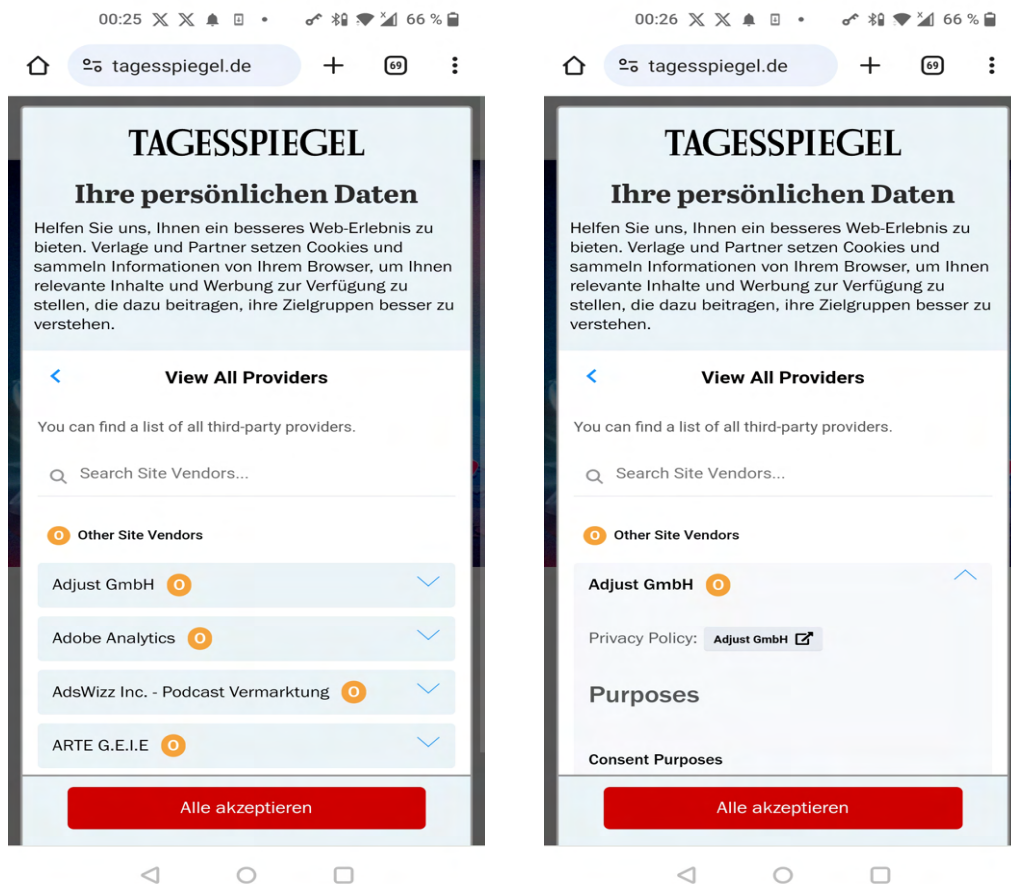 00:25 66 %
tagesspiegel.de 69
TAGESSPIEGEL
Ihre persönlichen Daten
Helfen Sie uns, Ihnen ein besseres Web-Erlebnis zu
bieten. Verlage und Partner setzen Cookies und
sammeln Informationen von Ihrem Browser, um Ihnen
relevante Inhalte und Werbung zur Verfügung zu
stellen, die dazu beitragen, ihre Zielgruppen besser zu
verstehen.
View All Providers
You can find a list of all third-party providers.
Search Site Vendors...
O Other Site Vendors
Adjust GmbH O
Adobe Analytics O
AdsWizz Inc. - Podcast Vermarktung O
ARTE G.E.I.E O
Alle akzeptieren
00:26 66 %
tagesspiegel.de 69
TAGESSPIEGEL
Ihre persönlichen Daten
Helfen Sie uns, Ihnen ein besseres Web-Erlebnis zu
bieten. Verlage und Partner setzen Cookies und
sammeln Informationen von Ihrem Browser, um Ihnen
relevante Inhalte und Werbung zur Verfügung zu
stellen, die dazu beitragen, ihre Zielgruppen besser zu
verstehen.
View All Providers
You can find a list of all third-party providers.
Search Site Vendors...
O Other Site Vendors
Adjust GmbH O
Privacy Policy: Adjust GmbH
Purposes
Consent Purposes
Alle akzeptieren